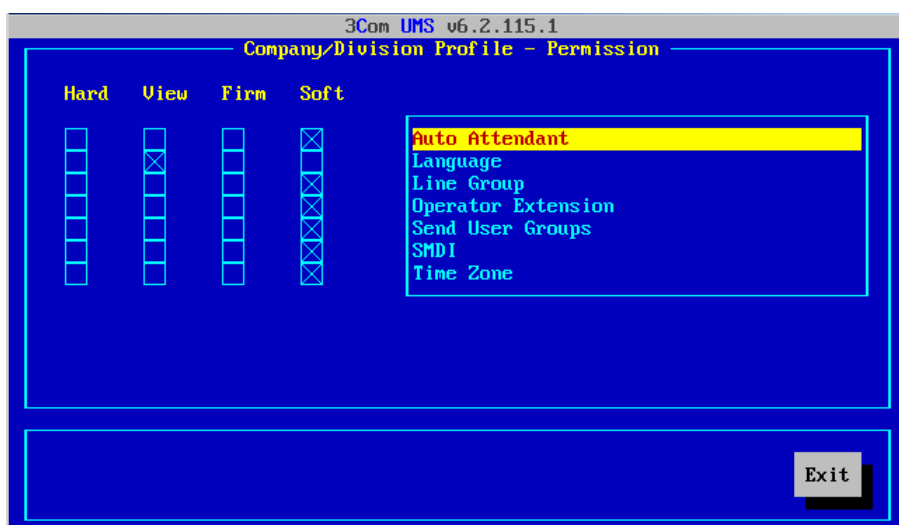 3Com UMS v6.2.115.1
Company/Division Profile - Permission
Hard View Firm Soft
Auto Attendant
Language
Line Group
Operator Extension
Send User Groups
SMDI
Time Zone
Exit